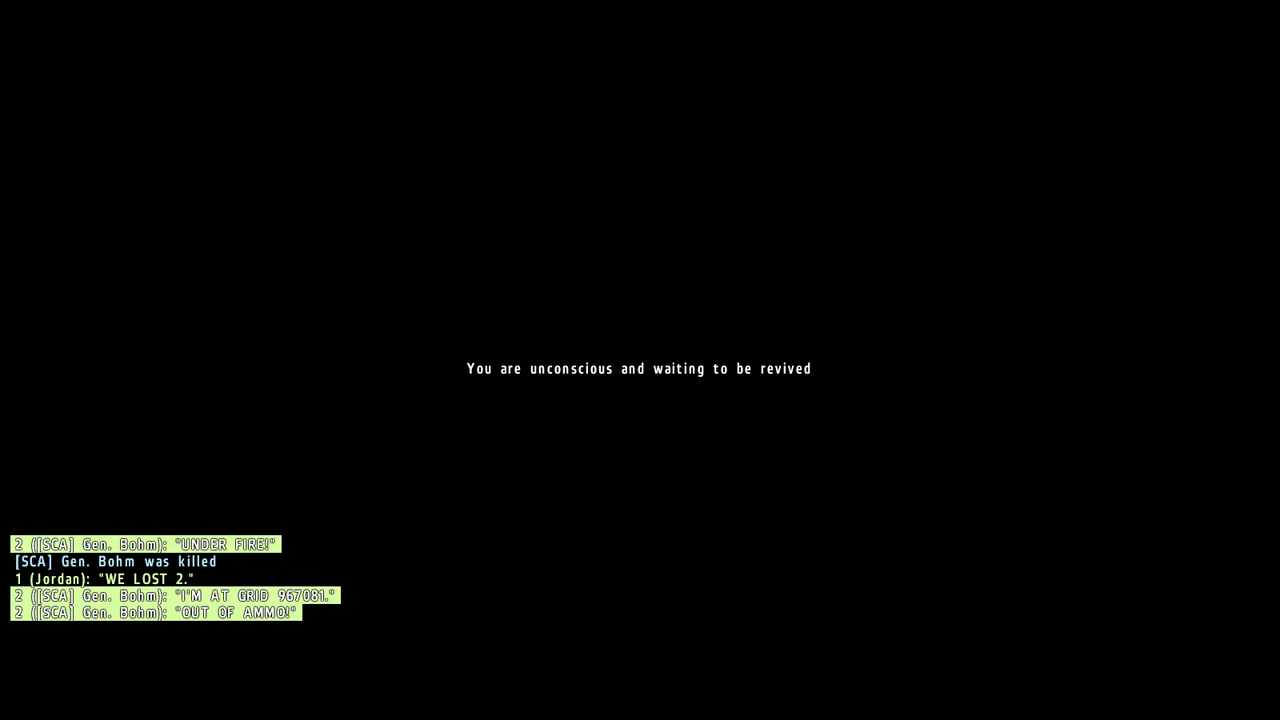 You are unconscious and waiting to be revived
2 ([SCA] Gen. Bohm): "UNDER FIRE!"
[SCA] Gen. Bohm was killed
1 (Jordan): "WE LOST 2."
2 ([SCA] Gen. Bohm): "I'M AT GRID 967081."
2 ([SCA] Gen. Bohm): "OUT OF AMMO!"